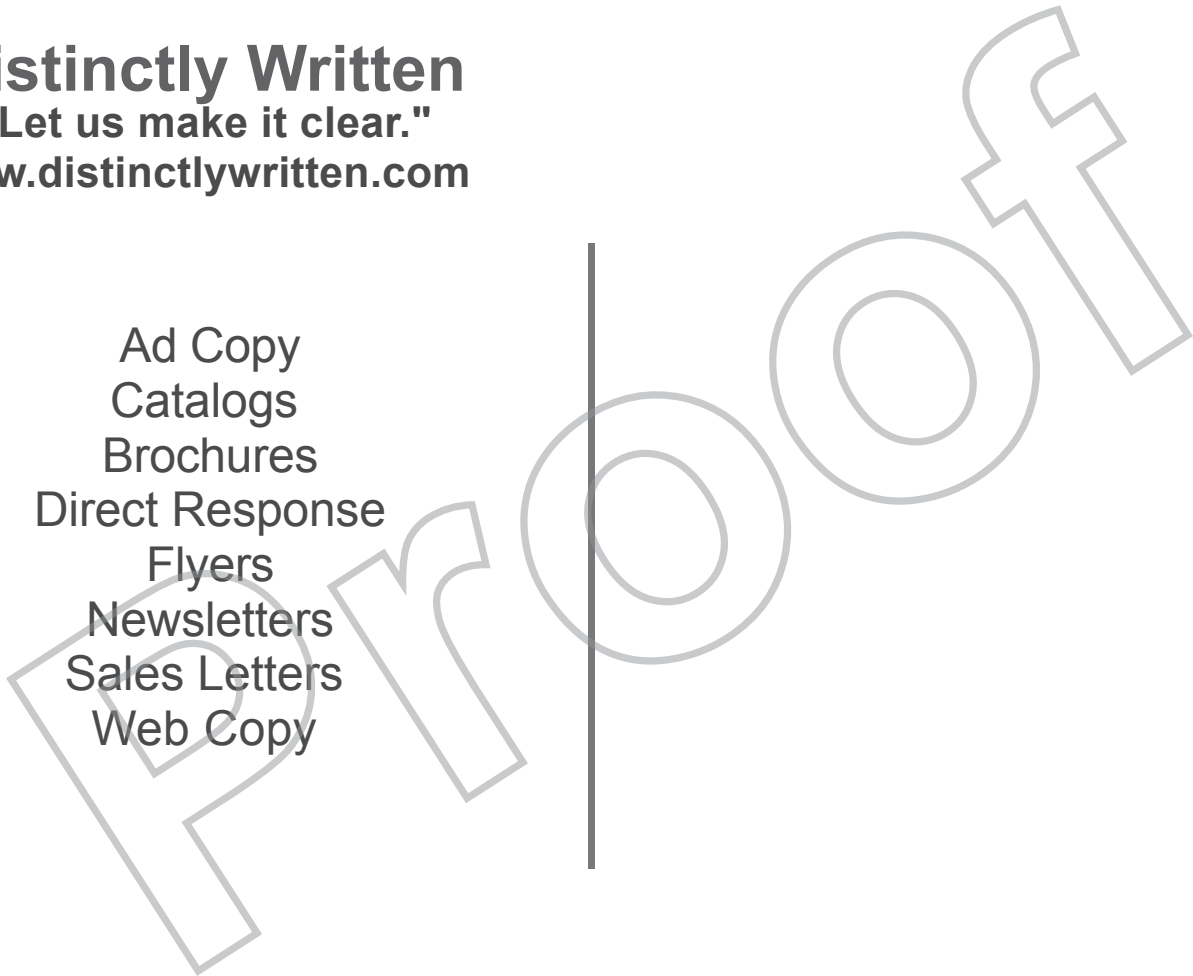 istinctly Written
Let us make it clear."
w.distinctlywritten.com
Ad Copy
Catalogs
Brochures
Direct Response
Flyers
Newsletters
Sales Letters
Web Copy
Proof